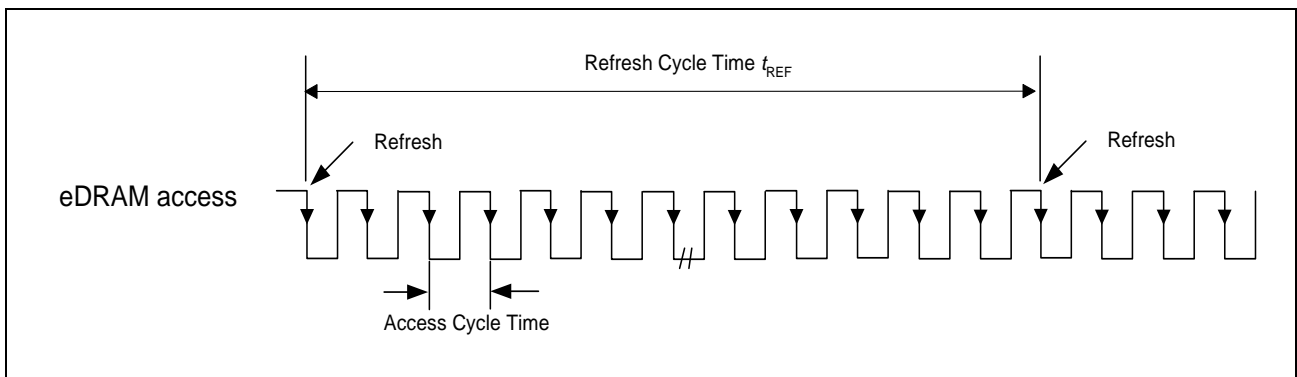 Refresh Cycle Time tREF
Refresh
Refresh
eDRAM access
Access Cycle Time